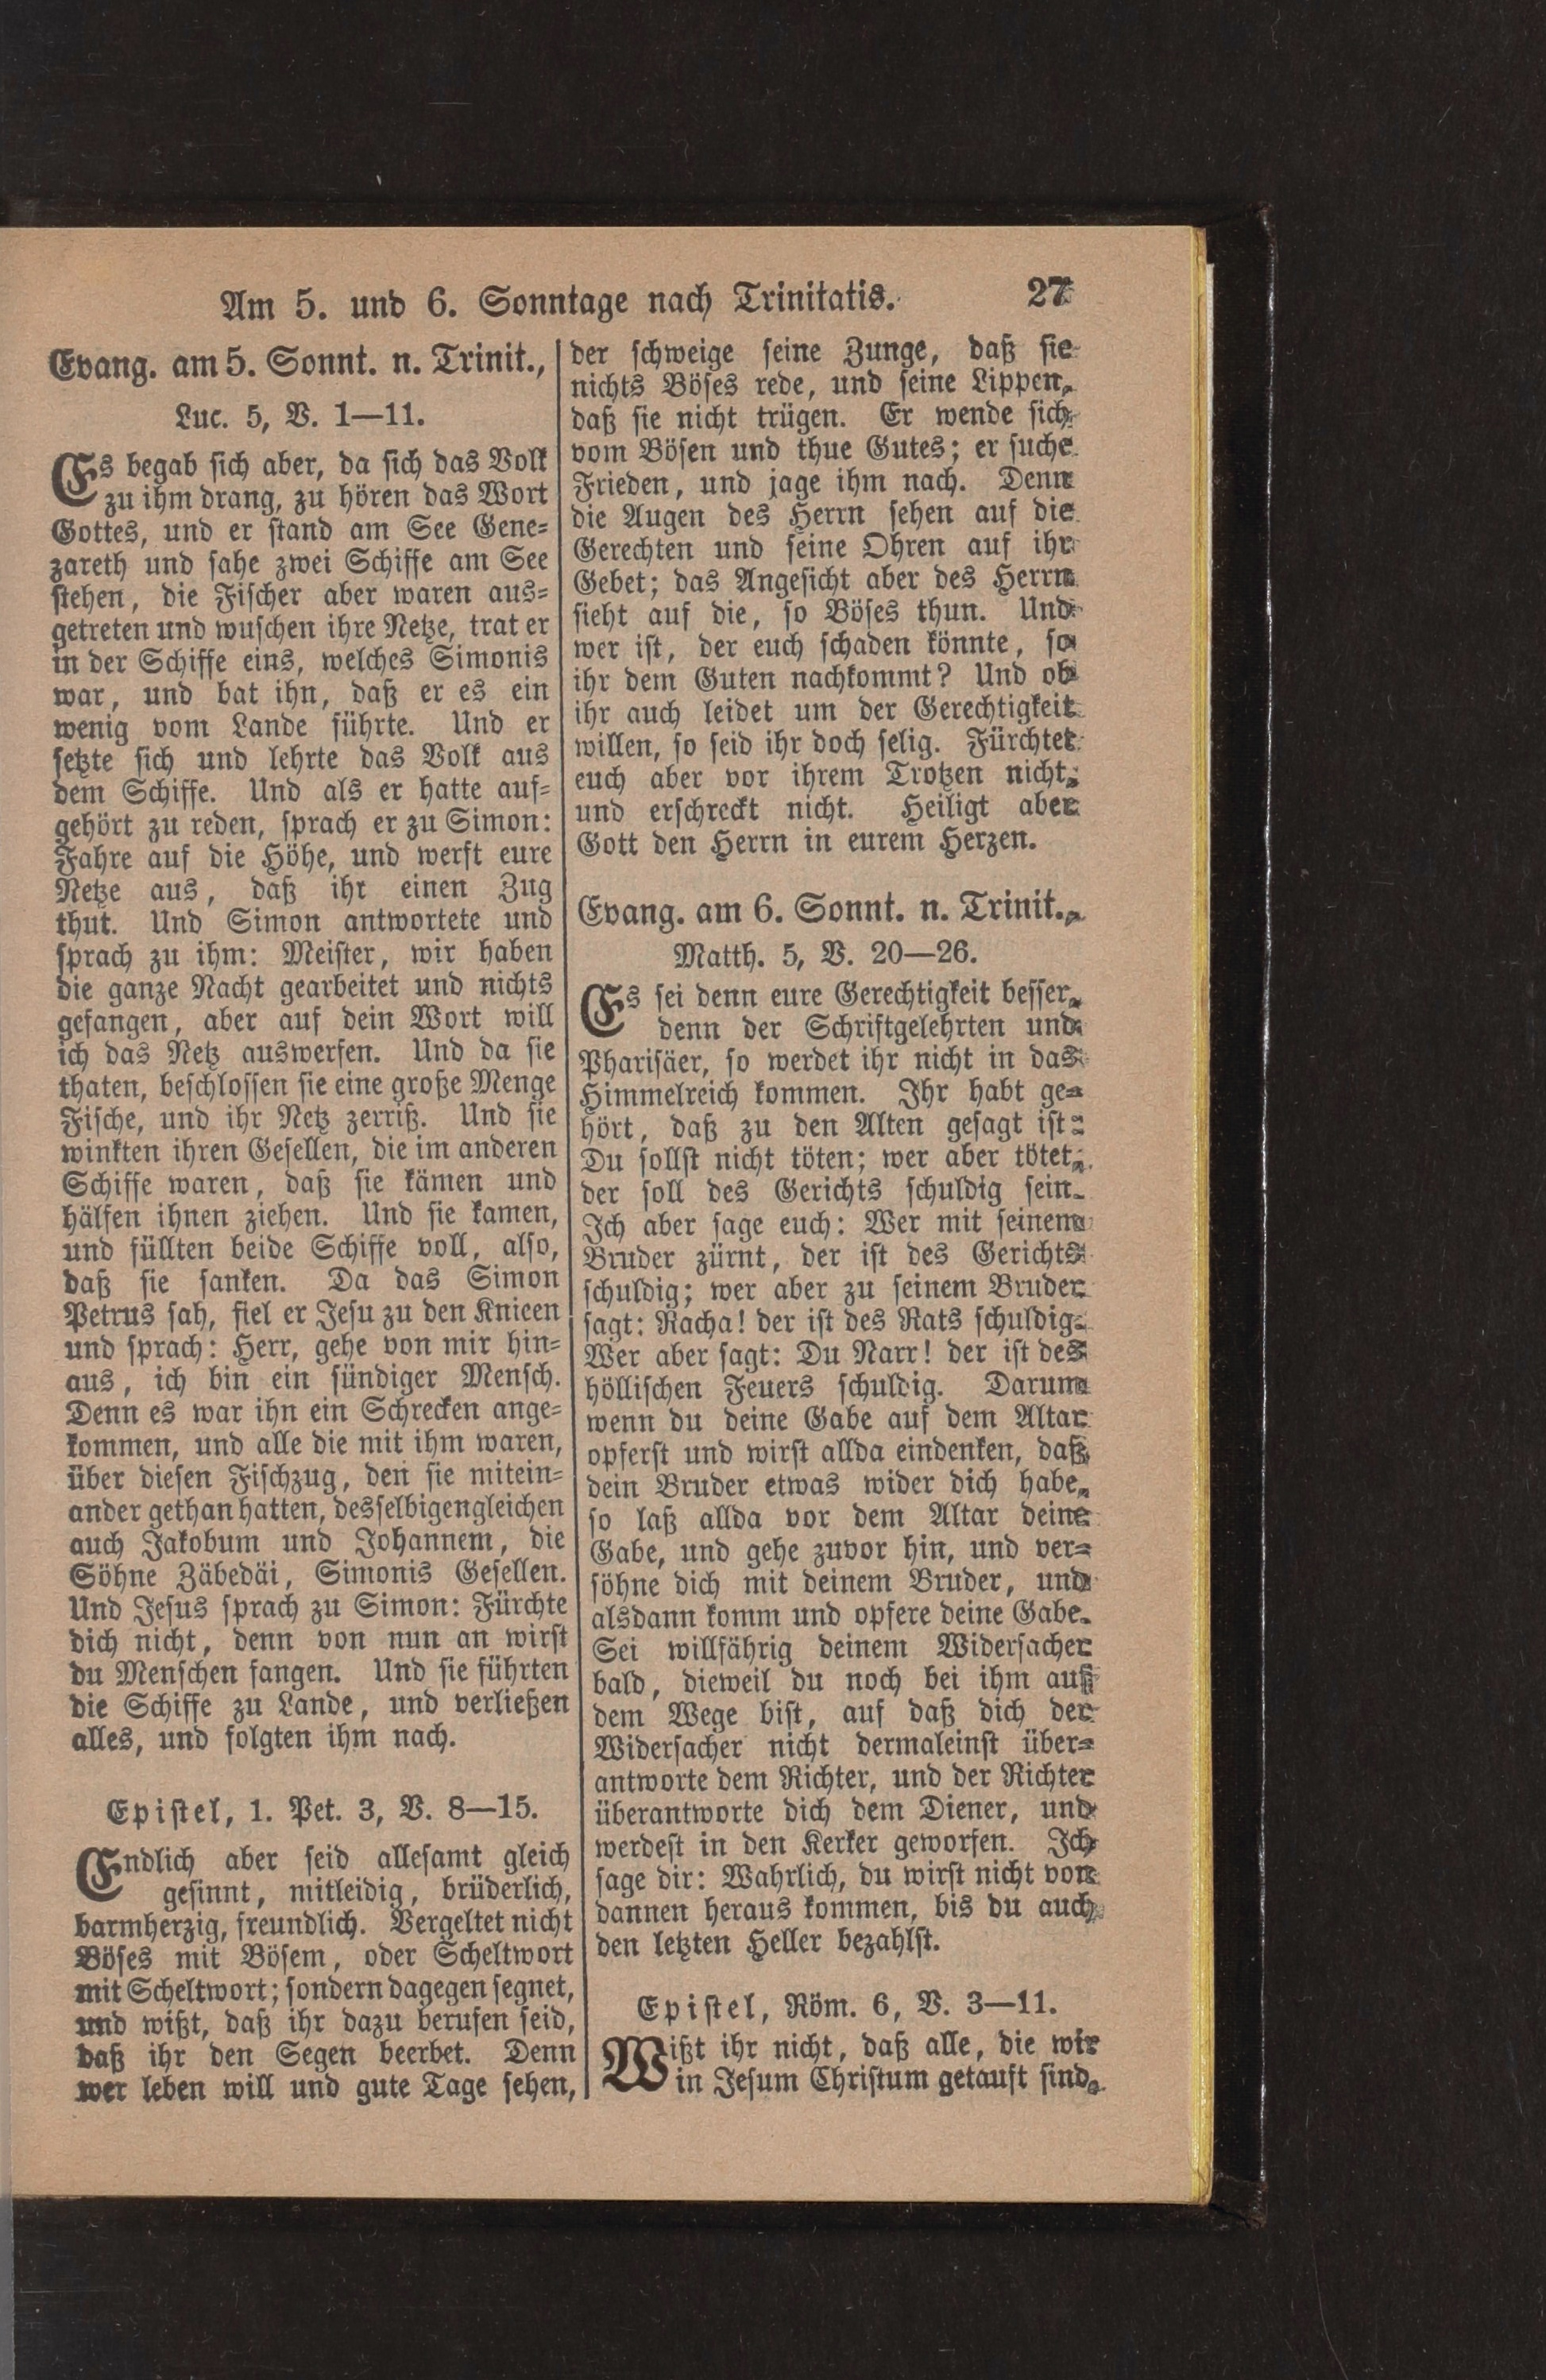 Am 5. und 6. Sonntage nach Trinitatis. 27
Evang. am 5. Sonnt. n. Trinit.,
Luc. 5, V. 1—11.
Es begab sich aber, da sich das Volk
zu ihm drang, zu hören das Wort
Gottes, und er stand am See Gene-
zareth und sahe zwei Schiffe am See
stehen, die Fischer aber waren aus-
getreten und wuschen ihre Netze, trat er
in der Schiffe eins, welches Simonis
war, und bat ihn, daß er es ein
wenig vom Lande führte. Und er
setzte sich und lehrte das Volk aus
dem Schiffe. Und als er hatte auf-
gehört zu reden, sprach er zu Simon:
Fahre auf die Höhe, und werft eure
Netze aus, daß ihr einen Zug
thut. Und Simon antwortete und
sprach zu ihm: Meister, wir haben
die ganze Nacht gearbeitet und nichts
gefangen, aber auf dein Wort will
ich das Netz auswerfen. Und da sie
thaten, beschlossen sie eine große Menge
Fische, und ihr Netz zerriß. Und sie
winkten ihren Gesellen, die im anderen
Schiffe waren, daß sie kämen und
hälfen ihnen ziehen. Und sie kamen,
und füllten beide Schiffe voll, also,
daß sie sanken. Da das Simon
Petrus sah, fiel er Jesu zu den Knieen
und sprach: Herr, gehe von mir hin-
aus, ich bin ein sündiger Mensch.
Denn es war ihn ein Schrecken ange-
kommen, und alle die mit ihm waren,
über diesen Fischzug, den sie mitein-
ander gethan hatten, desselbigengleichen
auch Jakobum und Johannem, die
Söhne Zäbedäi, Simonis Gesellen.
Und Jesus sprach zu Simon: Fürchte
dich nicht, denn von nun an wirst
du Menschen fangen. Und sie führten
die Schiffe zu Lande, und verließen
alles, und folgten ihm nach.
Epistel, 1. Pet. 3, V. 8—15.
Endlich aber seid allesamt gleich
gesinnt, mitleidig, brüderlich,
barmherzig, freundlich. Vergeltet nicht
Böses mit Bösem, oder Scheltwort
mit Scheltwort; sondern dagegen segnet,
und wißt, daß ihr dazu berufen seid,
daß ihr den Segen beerbet. Denn
wer leben will und gute Tage sehen,
der schweige seine Zunge, daß sie
nichts Böses rede, und seine Lippen,
daß sie nicht trügen. Er wende sich
vom Bösen und thue Gutes; er suche
Frieden, und jage ihm nach. Denn
die Augen des Herrn sehen auf die
Gerechten und seine Ohren auf ihr
Gebet; das Angesicht aber des Herrn
sieht auf die, so Böses thun. Und
wer ist, der euch schaden könnte, so
ihr dem Guten nachkommt? Und ob
ihr auch leidet um der Gerechtigkeit
willen, so seid ihr doch selig. Fürchtet
euch aber vor ihrem Trotzen nicht,
und erschreckt nicht. Heiligt aber
Gott den Herrn in eurem Herzen.
Evang. am 6. Sonnt. n. Trinit.,
Matth. 5, V. 20—26.
Es sei denn eure Gerechtigkeit besser,
denn der Schriftgelehrten und
Pharisäer, so werdet ihr nicht in das
Himmelreich kommen. Ihr habt ge-
hört, daß zu den Alten gesagt ist:
Du sollst nicht töten; wer aber tötet,
der soll des Gerichts schuldig sein.
Ich aber sage euch: Wer mit seinem
Bruder zürnt, der ist des Gerichts
schuldig; wer aber zu seinem Bruder
sagt: Racha! der ist des Rats schuldig.
Wer aber sagt: Du Narr! der ist des
höllischen Feuers schuldig. Darum
wenn du deine Gabe auf dem Altar
opferst und wirst allda eindenken, daß
dein Bruder etwas wider dich habe,
so laß allda vor dem Altar deine
Gabe, und gehe zuvor hin, und ver-
söhne dich mit deinem Bruder, und
alsdann komm und opfere deine Gabe.
Sei willfährig deinem Widersacher
bald, dieweil du noch bei ihm auf
dem Wege bist, auf daß dich der
Widersacher nicht dermaleinst über-
antworte dem Richter, und der Richter
überantworte dich dem Diener, und
werdest in den Kerker geworfen. Ich
sage dir: Wahrlich, du wirst nicht von
dannen heraus kommen, bis du auch
den letzten Heller bezahlst.
Epistel, Röm. 6, V. 3—11.
Wißt ihr nicht, daß alle, die wir
in Jesum Christum getauft sind,